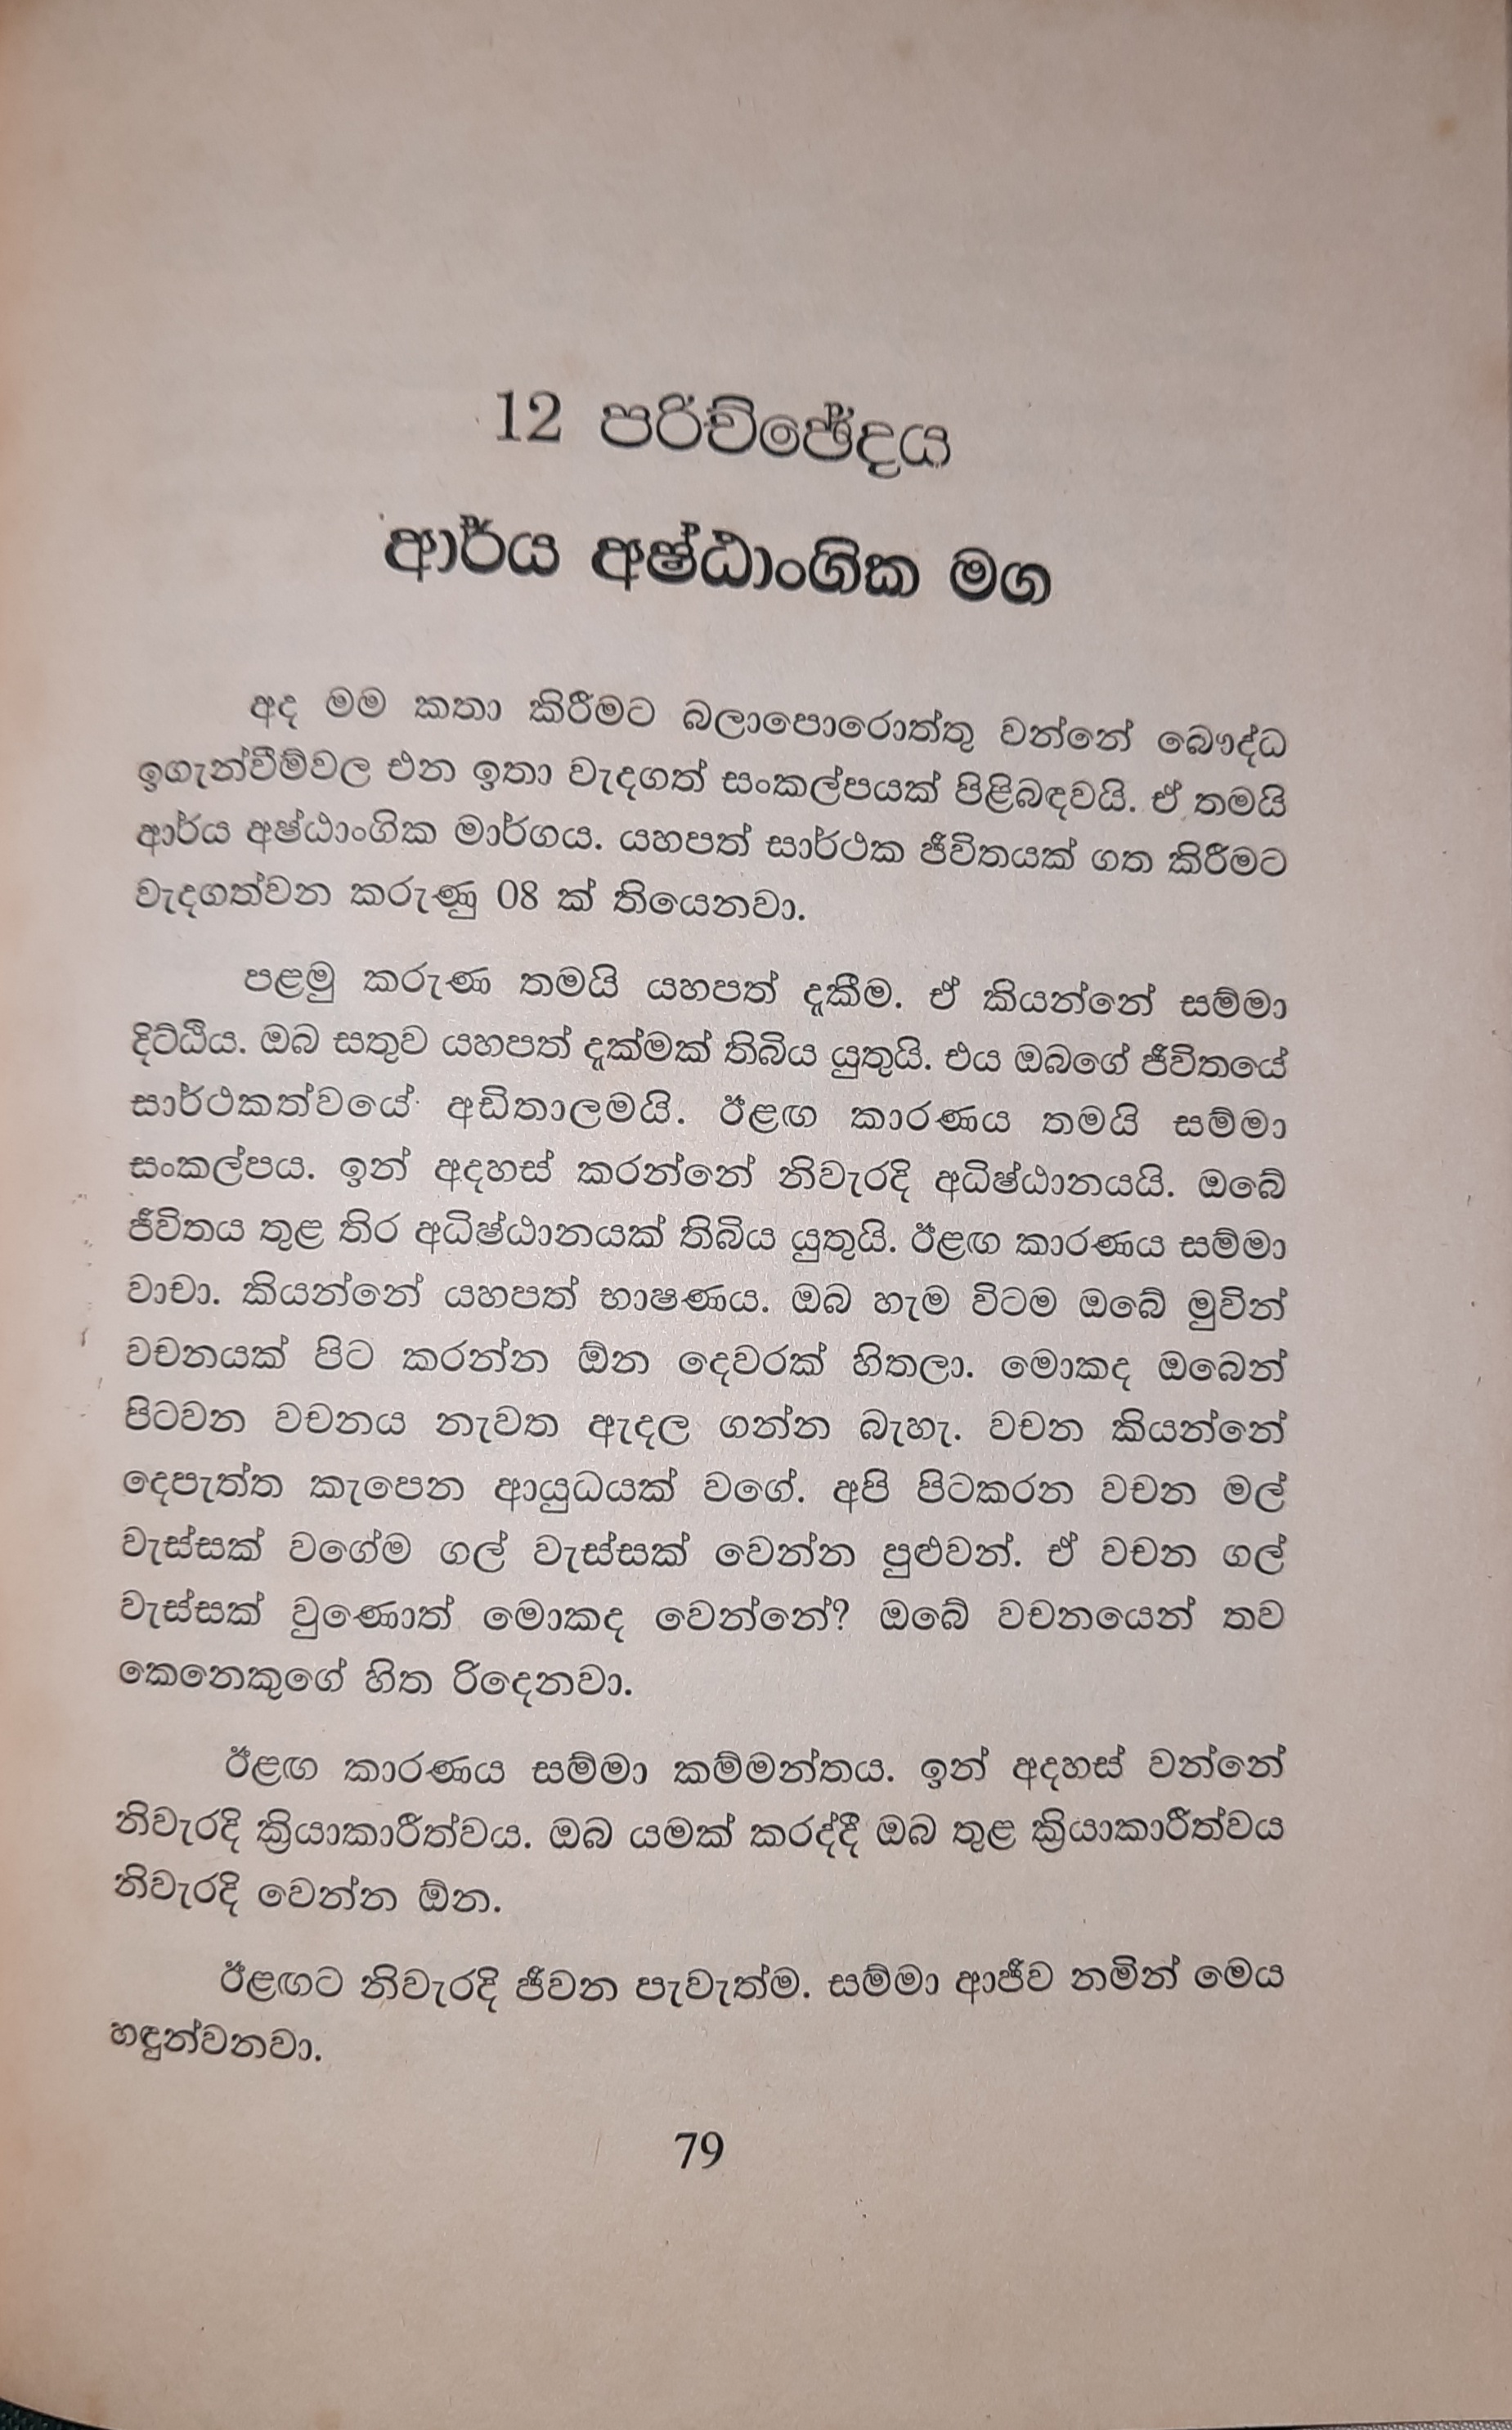 12 පරිච්ඡේදය
ආර්ය අෂ්ඨාංගික මග
අද මම කතා කිරීමට බලාපොරොත්තු වන්නේ බෞද්ධ
ඉගැන්වීම්වල එන ඉතා වැදගත් සංකල්පයක් පිළිබඳවයි. ඒ තමයි
ආර්ය අෂ්ඨාංගික මාර්ගය. යහපත් සාර්ථක ජීවිතයක් ගත කිරීමට
වැදගත්වන කරුණු 08 ක් තියෙනවා.
පළමු කරුණ තමයි යහපත් දැකීම. ඒ කියන්නේ සම්මා
දිට්ඨිය. ඔබ සතුව යහපත් දැක්මක් තිබිය යුතුයි. එය ඔබගේ ජීවිතයේ
සාර්ථකත්වයේ අඩිතාලමයි. ඊළඟ කාරණය තමයි සම්මා
සංකල්පය. ඉන් අදහස් කරන්නේ නිවැරදි අධිෂ්ඨානයයි. ඔබේ
ජීවිතය තුළ තිර අධිෂ්ඨානයක් තිබිය යුතුයි. ඊළඟ කාරණය සම්මා
වාචා. කියන්නේ යහපත් භාෂණය. ඔබ හැම විටම ඔබේ මුවින්
වචනයක් පිට කරන්න ඕන දෙවරක් හිතලා. මොකද ඔබෙන්
පිටවන වචනය නැවත ඇදල ගන්න බැහැ. වචන කියන්නේ
දෙපැත්ත කැපෙන ආයුධයක් වගේ. අපි පිටකරන වචන මල්
වැස්සක් වගේම ගල් වැස්සක් වෙන්න පුළුවන්. ඒ වචන ගල්
වැස්සක් වුණොත් මොකද වෙන්නේ? ඔබේ වචනයෙන් තව
කෙනෙකුගේ හිත රිදෙනවා.
ඊළඟ කාරණය සම්මා කම්මන්තය. ඉන් අදහස් වන්නේ
නිවැරදි ක්‍රියාකාරීත්වය. ඔබ යමක් කරද්දී ඔබ තුළ ක්‍රියාකාරීත්වය
නිවැරදි වෙන්න ඕන.
ඊළඟට නිවැරදි ජීවන පැවැත්ම. සම්මා ආජීව නමින් මෙය
හඳුන්වනවා.
79